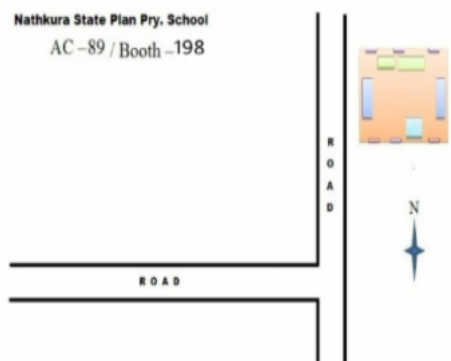 Nathkura State Plan Pry. School
AC -89 / Booth -198
ROAD
N
ROAD